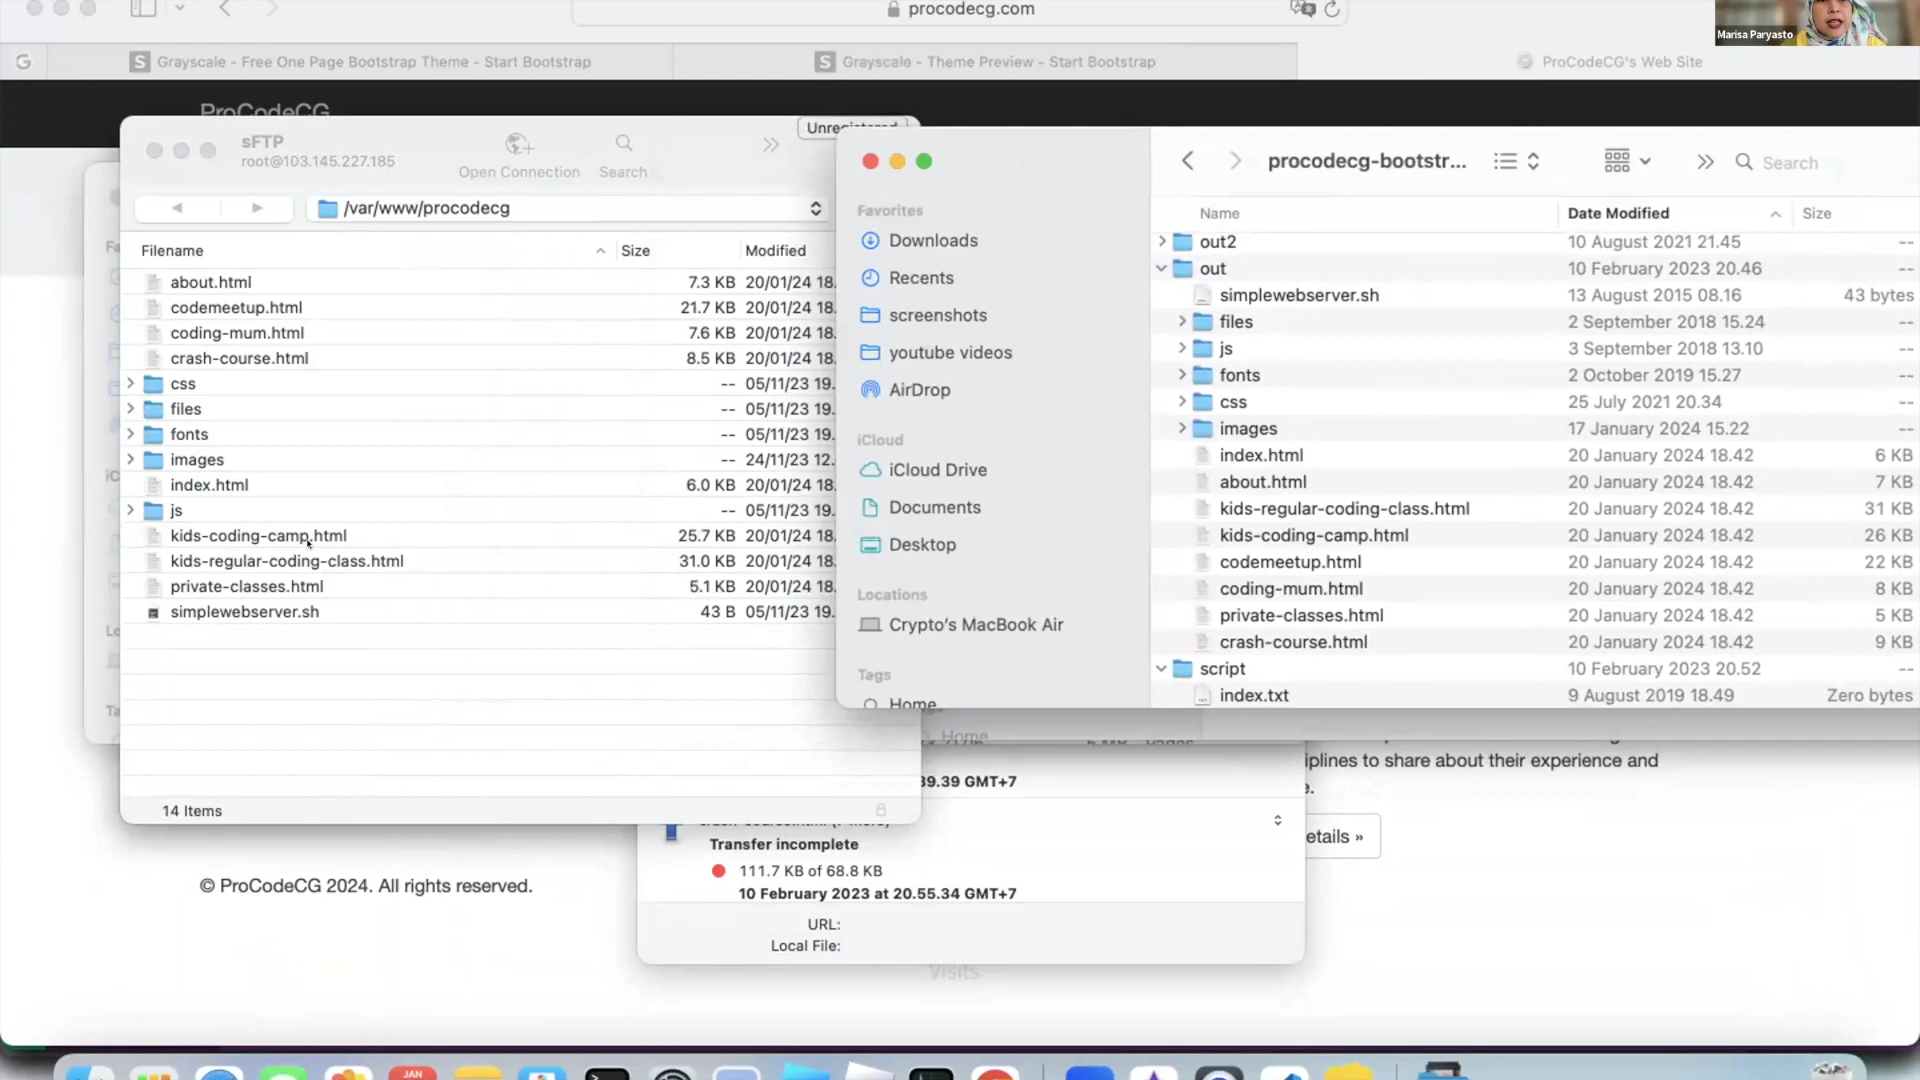 procodecg.com
Marisa Paryasto
Grayscale - Free One Page Bootstrap Theme - Start Bootstrap
Grayscale - Theme Preview - Start Bootstrap
ProCodeCG's Web Site
ProCodeCG
sFTP
root@103.145.227.185
Open Connection
Search
Unregistered
/var/www/procodecg
Filename Size Modified
about.html 7.3 KB 20/01/24 18.
codemeetup.html 21.7 KB 20/01/24 18.
coding-mum.html 7.6 KB 20/01/24 18.
crash-course.html 8.5 KB 20/01/24 18.
css -- 05/11/23 19.
files -- 05/11/23 19.
fonts -- 05/11/23 19.
images -- 24/11/23 12.
index.html 6.0 KB 20/01/24 18.
js -- 05/11/23 19.
kids-coding-camp.html 25.7 KB 20/01/24 18.
kids-regular-coding-class.html 31.0 KB 20/01/24 18.
private-classes.html 5.1 KB 20/01/24 18.
simplewebserver.sh 43 B 05/11/23 19.
14 Items
Favorites
Downloads
Recents
screenshots
youtube videos
AirDrop
iCloud
iCloud Drive
Documents
Desktop
Locations
Crypto's MacBook Air
Tags
Home
procodecg-bootstr...
Search
Name Date Modified Size
out2 10 August 2021 21.45 --
out 10 February 2023 20.46 --
simplewebserver.sh 13 August 2015 08.16 43 bytes
files 2 September 2018 15.24 --
js 3 September 2018 13.10 --
fonts 2 October 2019 15.27 --
css 25 July 2021 20.34 --
images 17 January 2024 15.22 --
index.html 20 January 2024 18.42 6 KB
about.html 20 January 2024 18.42 7 KB
kids-regular-coding-class.html 20 January 2024 18.42 31 KB
kids-coding-camp.html 20 January 2024 18.42 26 KB
codemeetup.html 20 January 2024 18.42 22 KB
coding-mum.html 20 January 2024 18.42 8 KB
private-classes.html 20 January 2024 18.42 5 KB
crash-course.html 20 January 2024 18.42 9 KB
script 10 February 2023 20.52 --
index.txt 9 August 2019 18.49 Zero bytes
Home
iplines to share about their experience and
e.
39.39 GMT+7
Transfer incomplete
111.7 KB of 68.8 KB
10 February 2023 at 20.55.34 GMT+7
URL:
Local File:
etails »
© ProCodeCG 2024. All rights reserved.
Visits
JAN